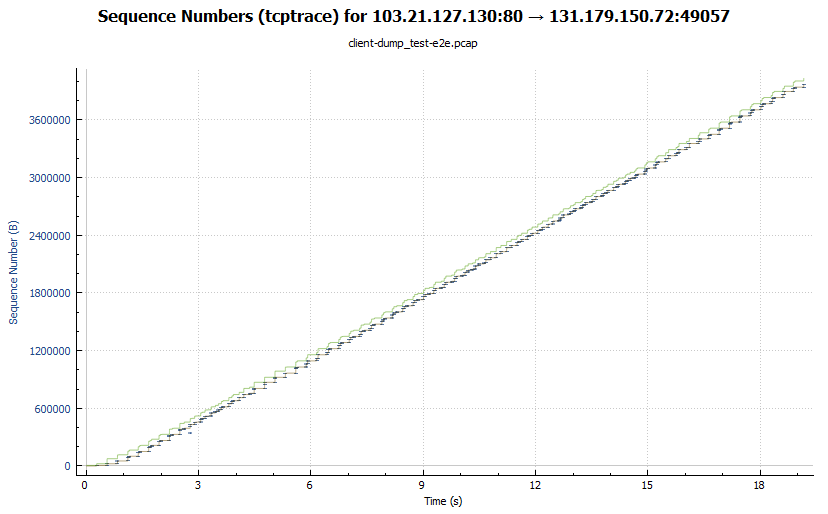 Sequence Numbers (tcptrace) for 103.21.127.130:80 → 131.179.150.72:49057
client-dump_test-e2e.pcap
Sequence Number (B)
3600000
3000000
2400000
1800000
1200000
600000
0
0 3 6 9 12 15 18
Time (s)